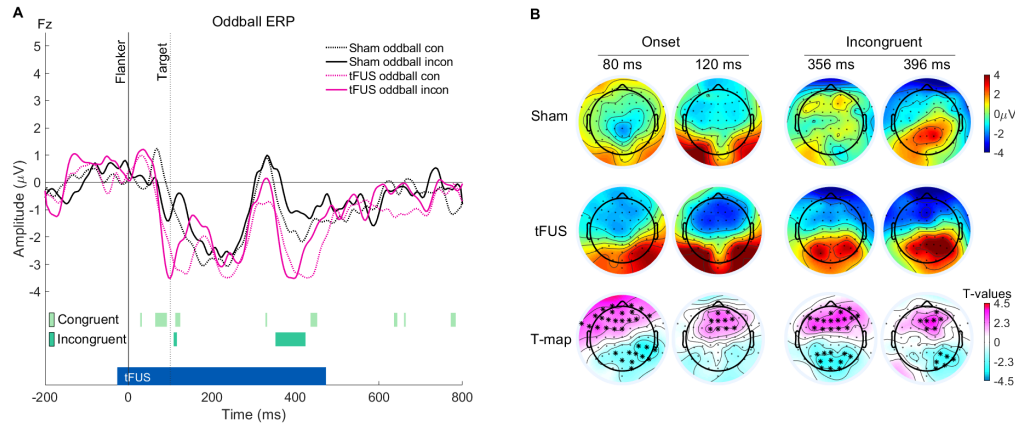 A
Fz
Oddball ERP
Flanker
Target
Sham oddball con
Sham oddball incon
tFUS oddball con
tFUS oddball incon
Amplitude (μV)
5
4
3
2
1
0
-1
-2
-3
-4
Congruent
Incongruent
tFUS
-200
0
200
400
600
800
Time (ms)
B
Onset
Incongruent
80 ms
120 ms
356 ms
396 ms
Sham
4
2
0μV
-2
-4
tFUS
T-map
T-values
4.5
2.3
0
-2.3
-4.5